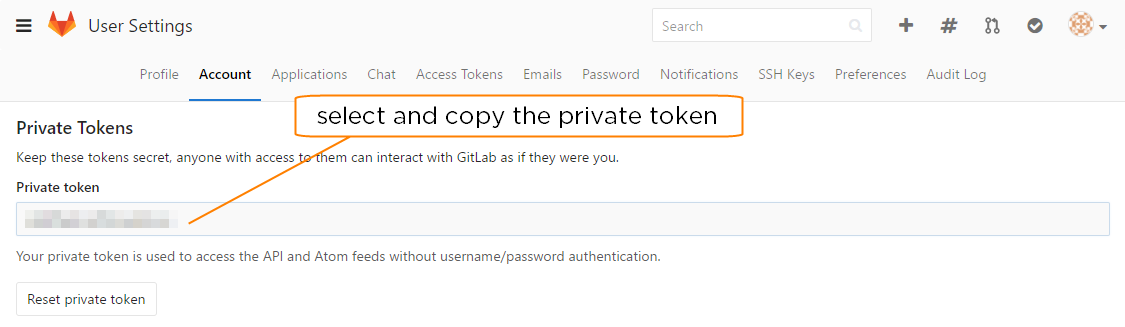 User Settings
Search
Profile Account Applications Chat Access Tokens Emails Password Notifications SSH Keys Preferences Audit Log
select and copy the private token
Private Tokens
Keep these tokens secret, anyone with access to them can interact with GitLab as if they were you.
Private token
Your private token is used to access the API and Atom feeds without username/password authentication.
Reset private token